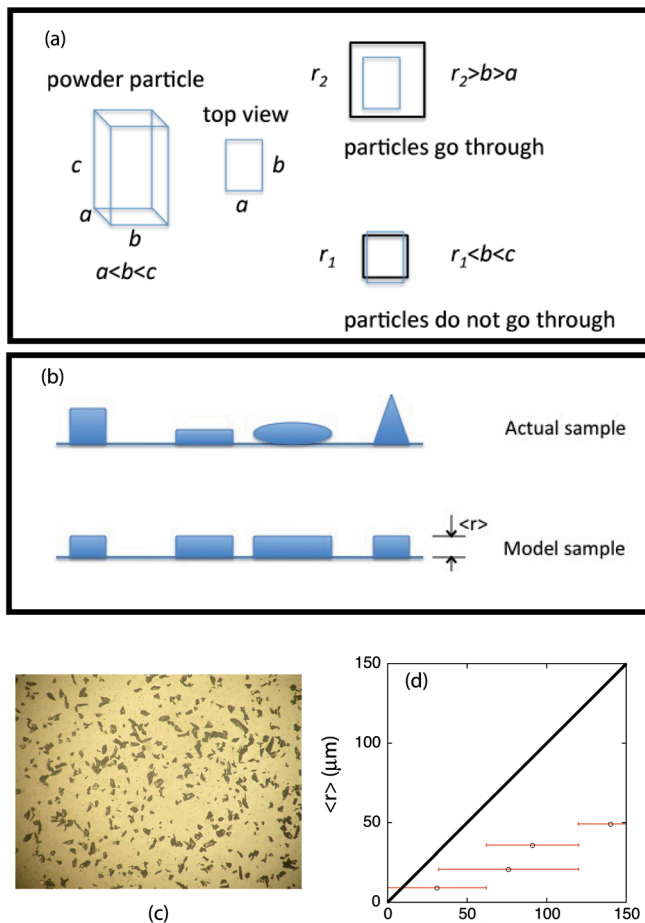 (a)
powder particle
top view
c
a
b
a<b<c
b
a
r2
r2>b>a
particles go through
r1
r1<b<c
particles do not go through
(b)
Actual sample
<r>
Model sample
(c)
(d)
150
100
50
0
<r> (μm)
0
50
100
150